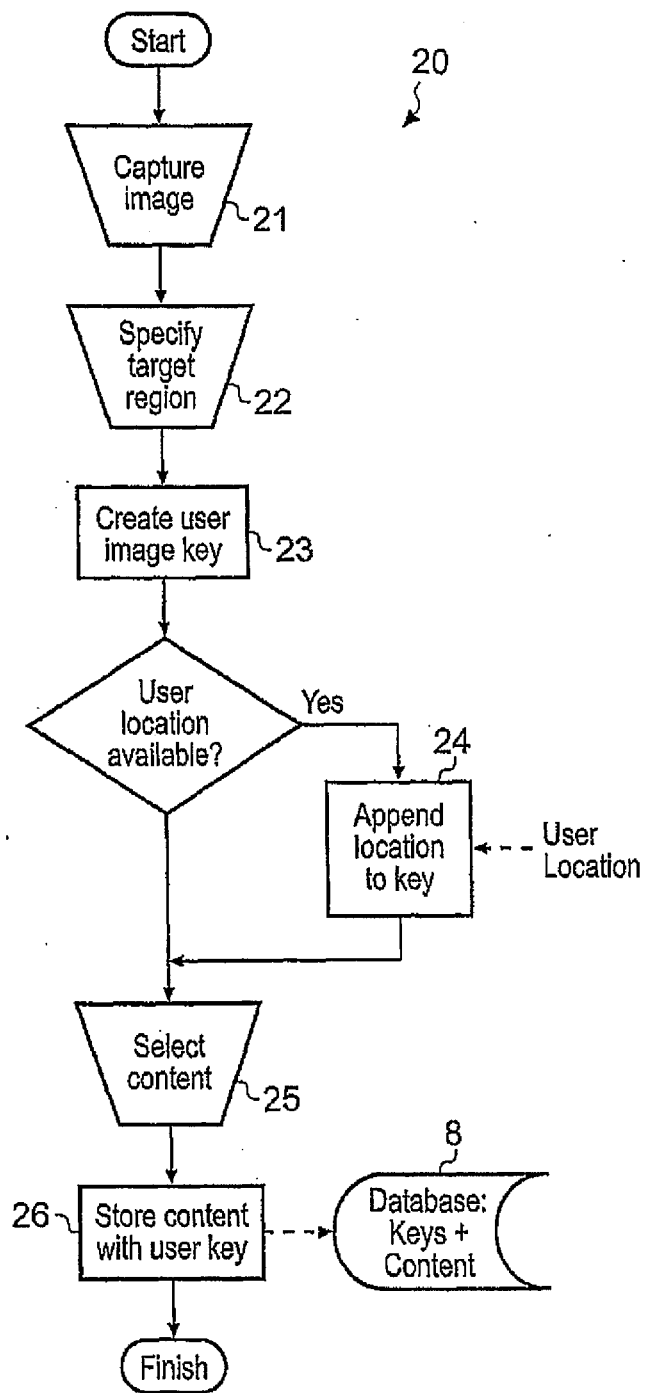 Start
20
Capture
image
21
Specify
target
region
22
Create user
image key
23
User
location
available?
Yes
24
Append
location
to key
User
Location
Select
content
25
8
26
Store content
with user key
Database:
Keys +
Content
Finish